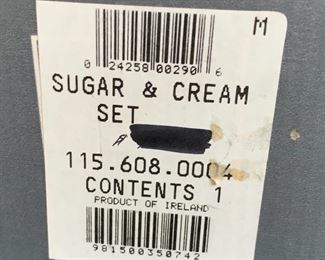 M
0 24258 00290 6
SUGAR & CREAM
SET
115.608.0004
CONTENTS 1
PRODUCT OF IRELAND
981500350742